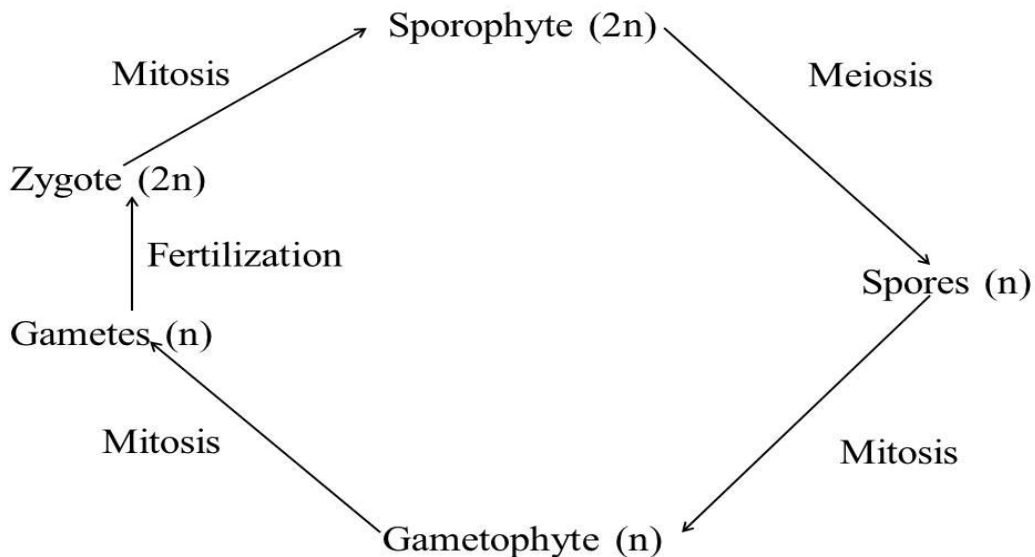 Sporophyte (2n)
Mitosis
Meiosis
Zygote (2n)
Fertilization
Spores (n)
Gametes (n)
Mitosis
Mitosis
Gametophyte (n)